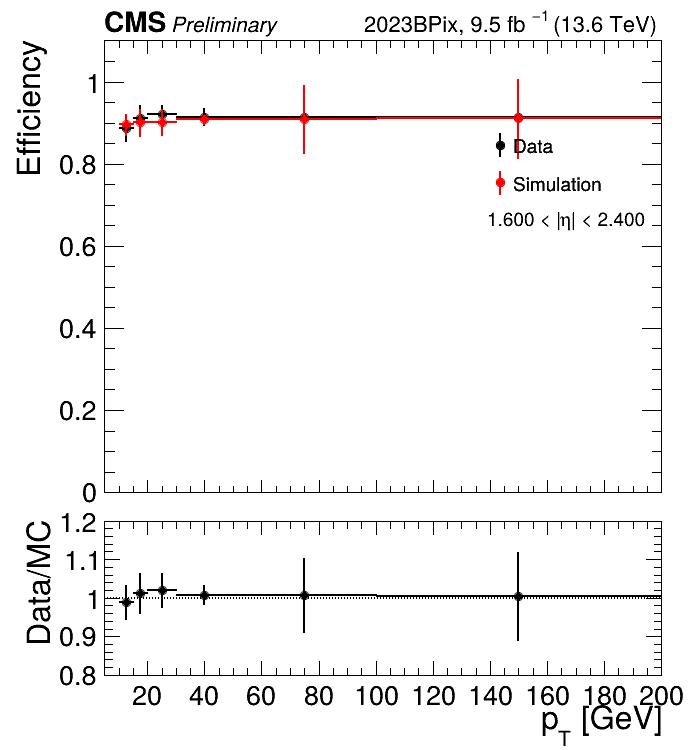 CMS Preliminary 2023BPix, 9.5 fb⁻¹ (13.6 TeV)
Efficiency
1
0.8
0.6
0.4
0.2
0
Data
Simulation
1.600 < |η| < 2.400
Data/MC
1.2
1.1
1
0.9
0.8
20 40 60 80 100 120 140 160 180 200
p_T [GeV]